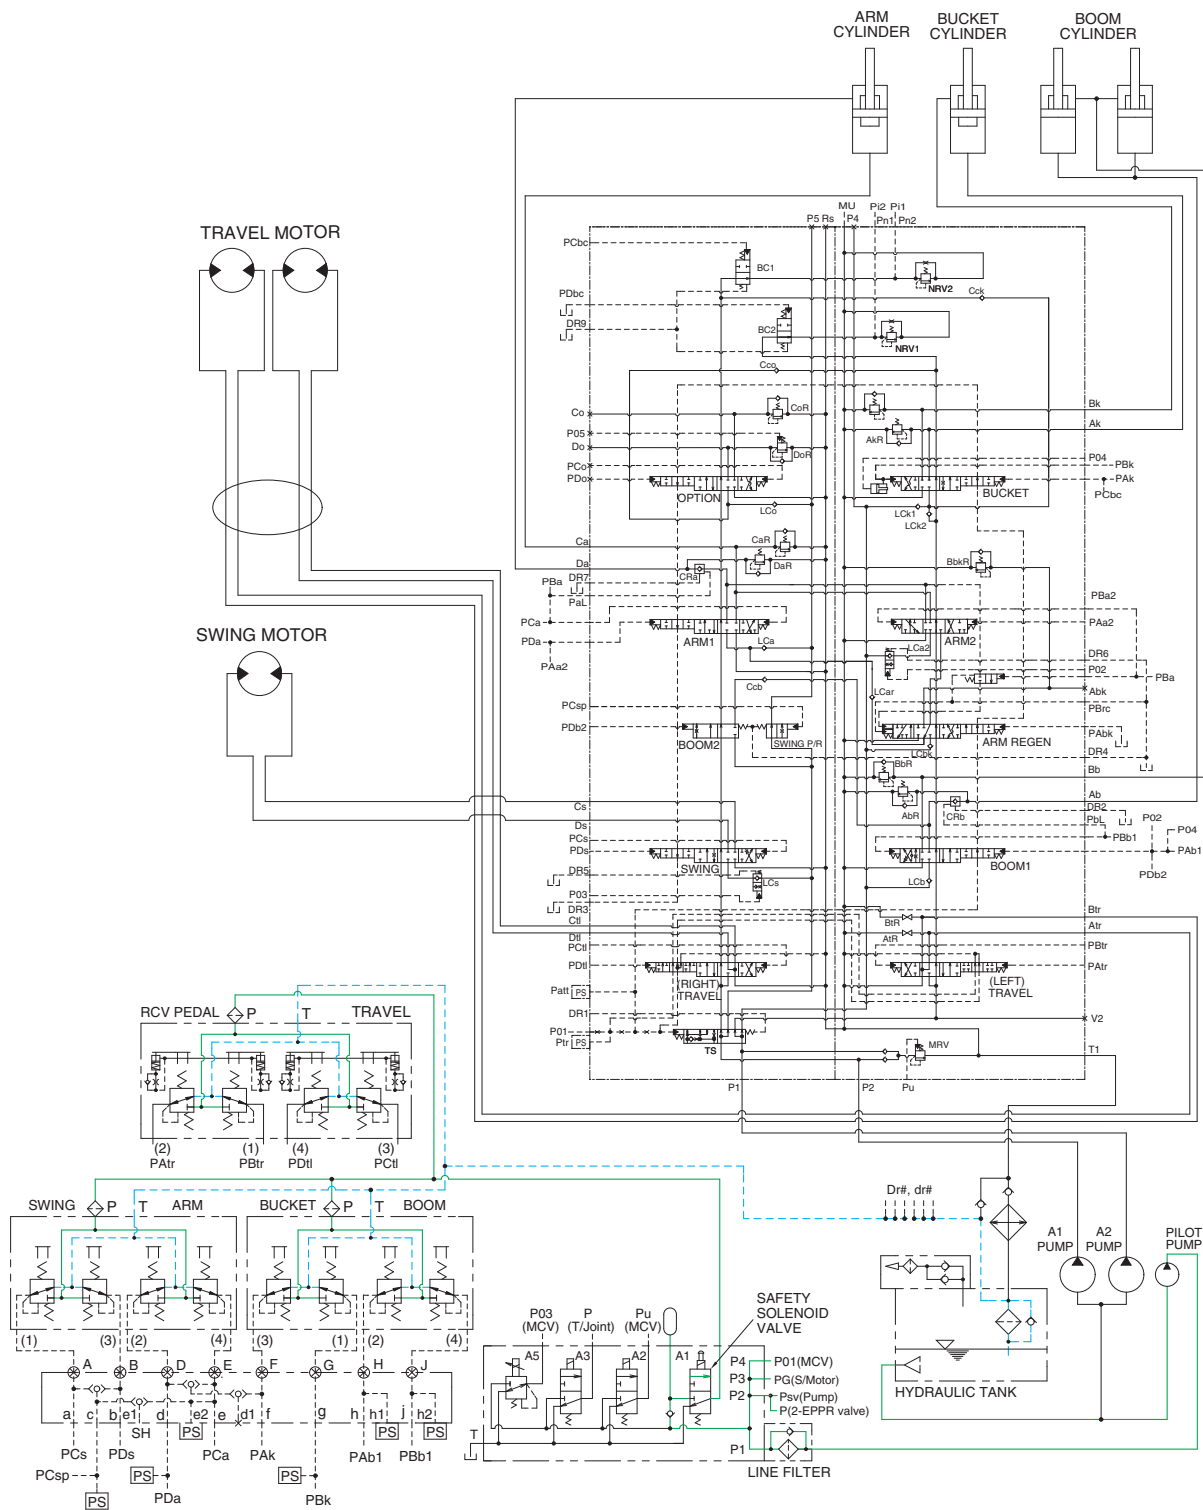 ARM
CYLINDER
BUCKET
CYLINDER
BOOM
CYLINDER
TRAVEL MOTOR
SWING MOTOR
P5 Rs
MU
P4
Pi2 Pi1
Pn1 Pn2
PCbc
BC1
NRV2
Cck
PDbc
DR9
BC2
NRV1
Cco
Co
CoR
Bk
Ak
AkR
P05
Do
DoR
PCo
PDo
OPTION
LCo
P04
PBk
PAk
PCbc
BUCKET
LCk1
LCk2
Ca
CaR
Da
DaR
CRa
DR7
PBa
PaL
PCa
PDa
PAa2
ARM1
LCa
BbkR
PBa2
PAa2
ARM2
LCa2
DR6
P02
PBa
Ccb
LCar
Abk
PCsp
PDb2
BOOM2
SWING P/R
PBrc
PAbk
ARM REGEN
LCbk
DR4
BbR
Bb
Ab
AbR
CRb
DR2
PbL
PBb1
P02
P04
PAb1
PDb2
Cs
Ds
PCs
PDs
SWING
BOOM1
DR5
LCs
LCb
P03
DR3
Ctl
Dtl
BtR
Btr
AtR
Atr
PCtl
PBtr
PDtl
PAtr
(RIGHT)
TRAVEL
(LEFT)
TRAVEL
Patt PS
DR1
P01
Ptr PS
TS
V2
MRV
T1
P1
P2
Pu
RCV PEDAL P T TRAVEL
(2) (1) (4) (3)
PAtr PBtr PDtl PCtl
SWING P T ARM
BUCKET P T BOOM
(1) (3) (2) (4) (3) (1) (2) (4)
A B D E F G H J
a c b e1 d e2 e d1 f g h h1 j h2
SH
PS
PS
PS
PCs PDs PCa PAk PAb1 PBb1
PCsp
PS
PDa
PS
PBk
Dr#, dr#
A1
PUMP
A2
PUMP
PILOT
PUMP
HYDRAULIC TANK
SAFETY
SOLENOID
VALVE
P03
(MCV)
P
(T/Joint)
Pu
(MCV)
A5
A3
A2
A1
P4 P01(MCV)
P3 PG(S/Motor)
P2 Psv(Pump)
P(2-EPPR valve)
T
P1
LINE FILTER